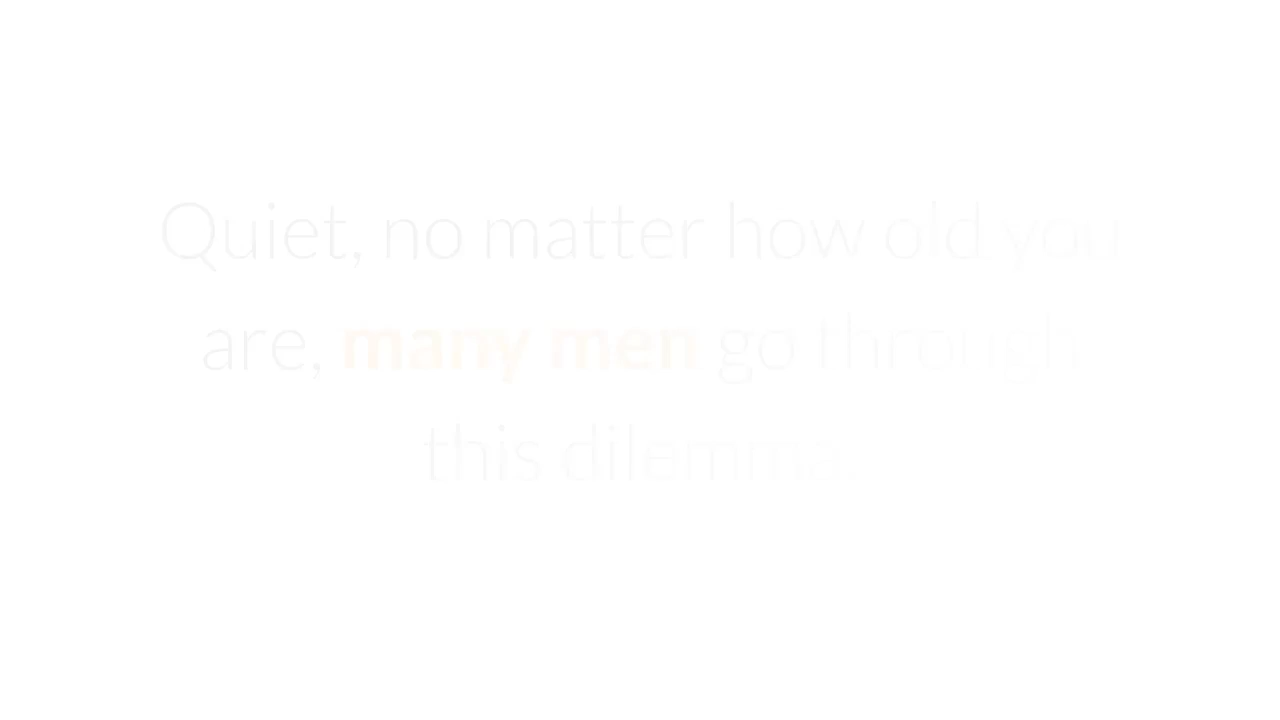 Quiet, no matter how old you
are, many men go through
this dilemma.